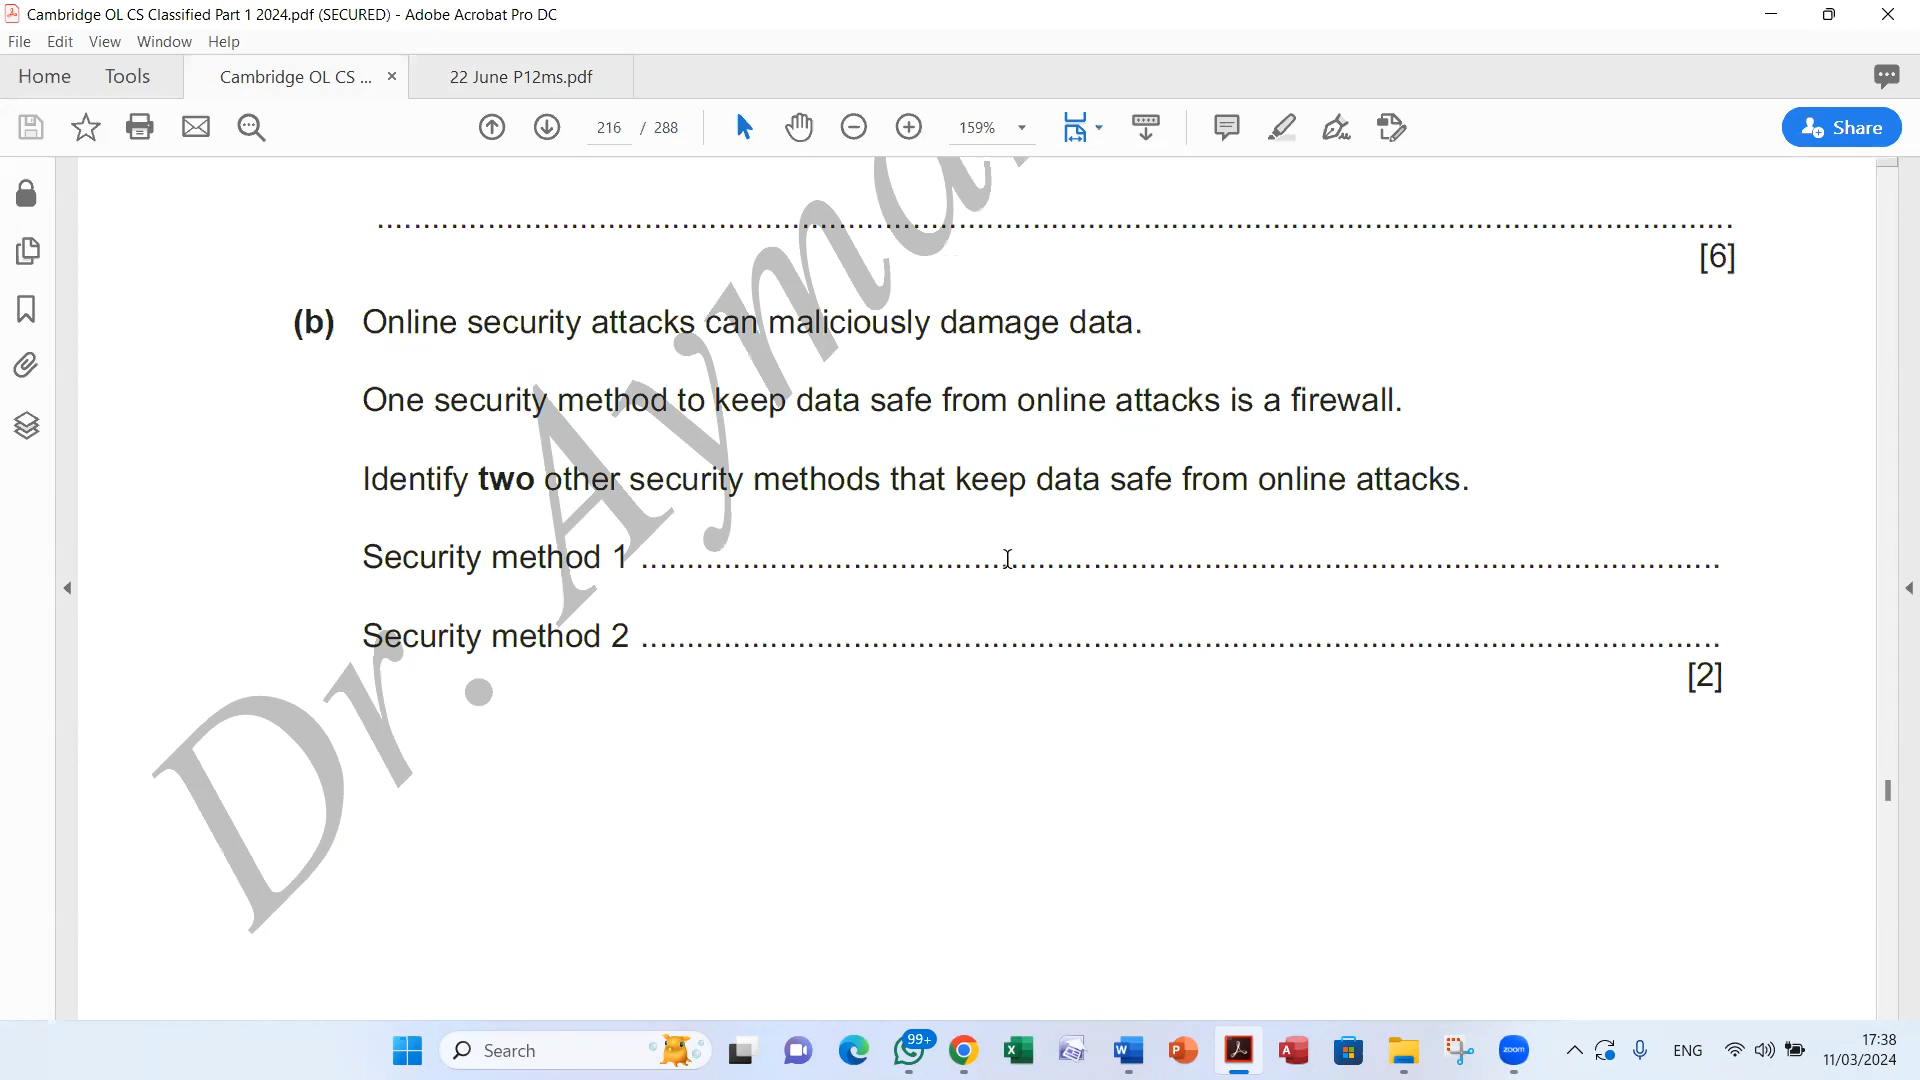 Cambridge OL CS Classified Part 1 2024.pdf (SECURED) - Adobe Acrobat Pro DC
File Edit View Window Help
Home Tools Cambridge OL CS ... × 22 June P12ms.pdf
216 / 288 159% Share
[6]
(b) Online security attacks can maliciously damage data.
One security method to keep data safe from online attacks is a firewall.
Identify two other security methods that keep data safe from online attacks.
Security method 1 ........................................................................................................................
Security method 2 ........................................................................................................................
[2]
Dr. Ayma
Search 99+ zoom ENG 17:38
11/03/2024